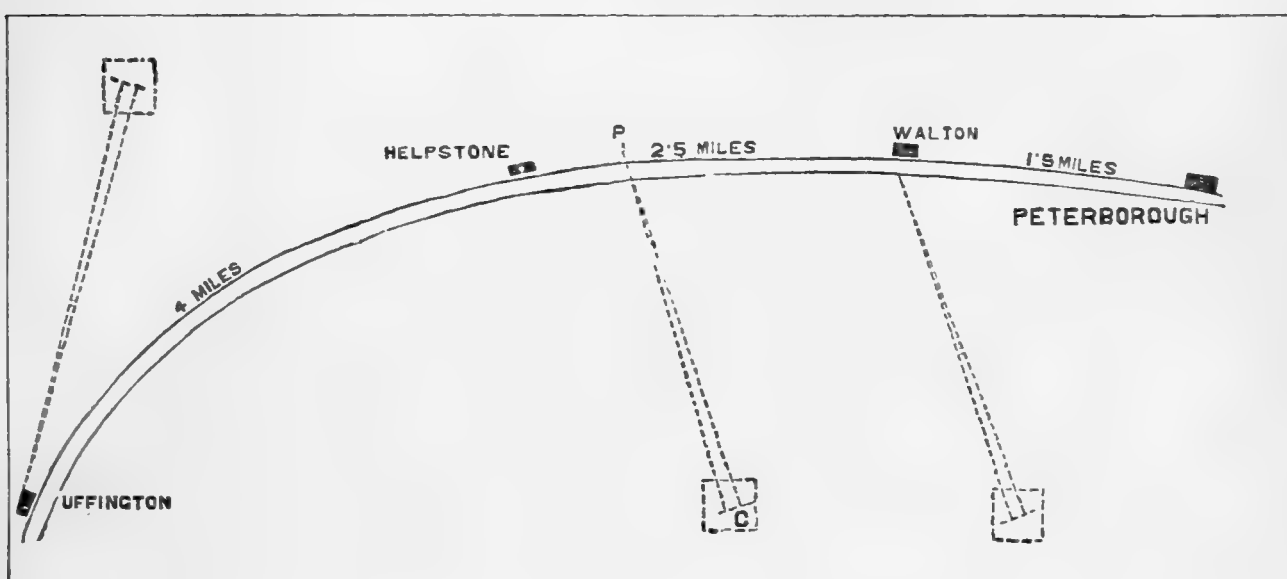 P
HELPSTONE
2·5 MILES
WALTON
1·5 MILES
PETERBOROUGH
4 MILES
UFFINGTON
C